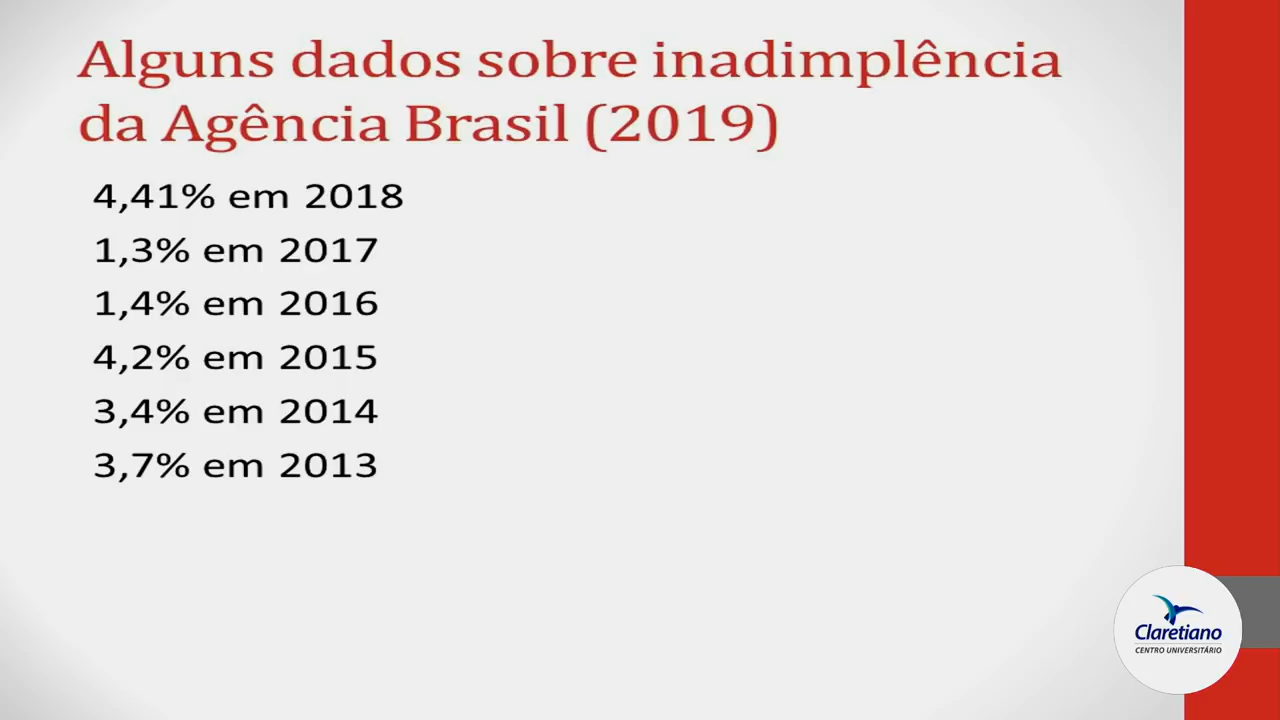 Alguns dados sobre inadimplência
da Agência Brasil (2019)
4,41% em 2018
1,3% em 2017
1,4% em 2016
4,2% em 2015
3,4% em 2014
3,7% em 2013
Claretiano
CENTRO UNIVERSITÁRIO